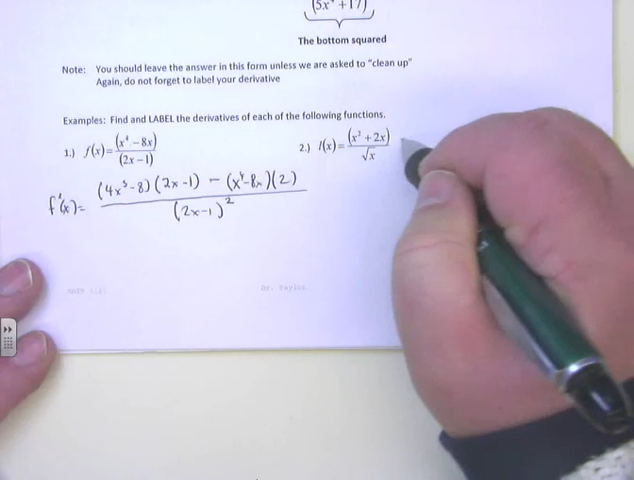 (5x⁴ +17)
The bottom squared
Note: You should leave the answer in this form unless we are asked to “clean up”
Again, do not forget to label your derivative
Examples: Find and LABEL the derivatives of each of the following functions.
1.) f(x)= (x⁴ − 8x) / (2x − 1)
2.) l(x)= (x² + 2x) / √x
f'(x)= (4x³-8)(2x-1) - (x⁴-8x)(2) / (2x-1)²